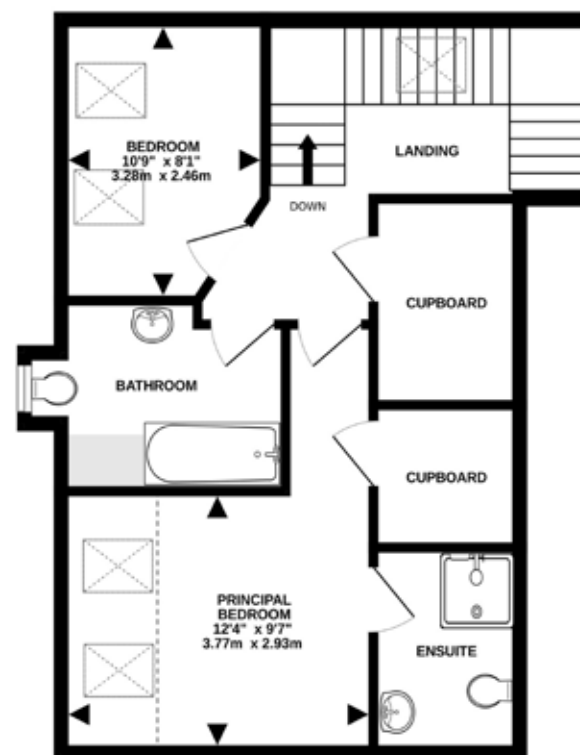 BEDROOM
10'9" x 8'1"
3.28m x 2.46m
LANDING
DOWN
CUPBOARD
BATHROOM
CUPBOARD
PRINCIPAL
BEDROOM
12'4" x 9'7"
3.77m x 2.93m
ENSUITE